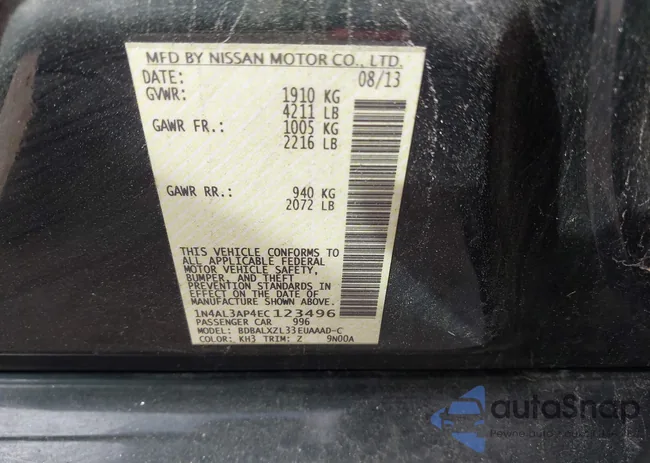 MFD BY NISSAN MOTOR CO., LTD.
DATE: 08/13
GVWR: 1910 KG
4211 LB
GAWR FR.: 1005 KG
2216 LB
GAWR RR.: 940 KG
2072 LB
THIS VEHICLE CONFORMS TO
ALL APPLICABLE FEDERAL
MOTOR VEHICLE SAFETY,
BUMPER, AND THEFT
PREVENTION STANDARDS IN
EFFECT ON THE DATE OF
MANUFACTURE SHOWN ABOVE.
1N4AL3AP4EC123496
PASSENGER CAR 996
MODEL: BDBALXZL33EUAAAD-C
COLOR: KH3 TRIM: Z 9N00A
autoSnap
Pewne auto z aukcji